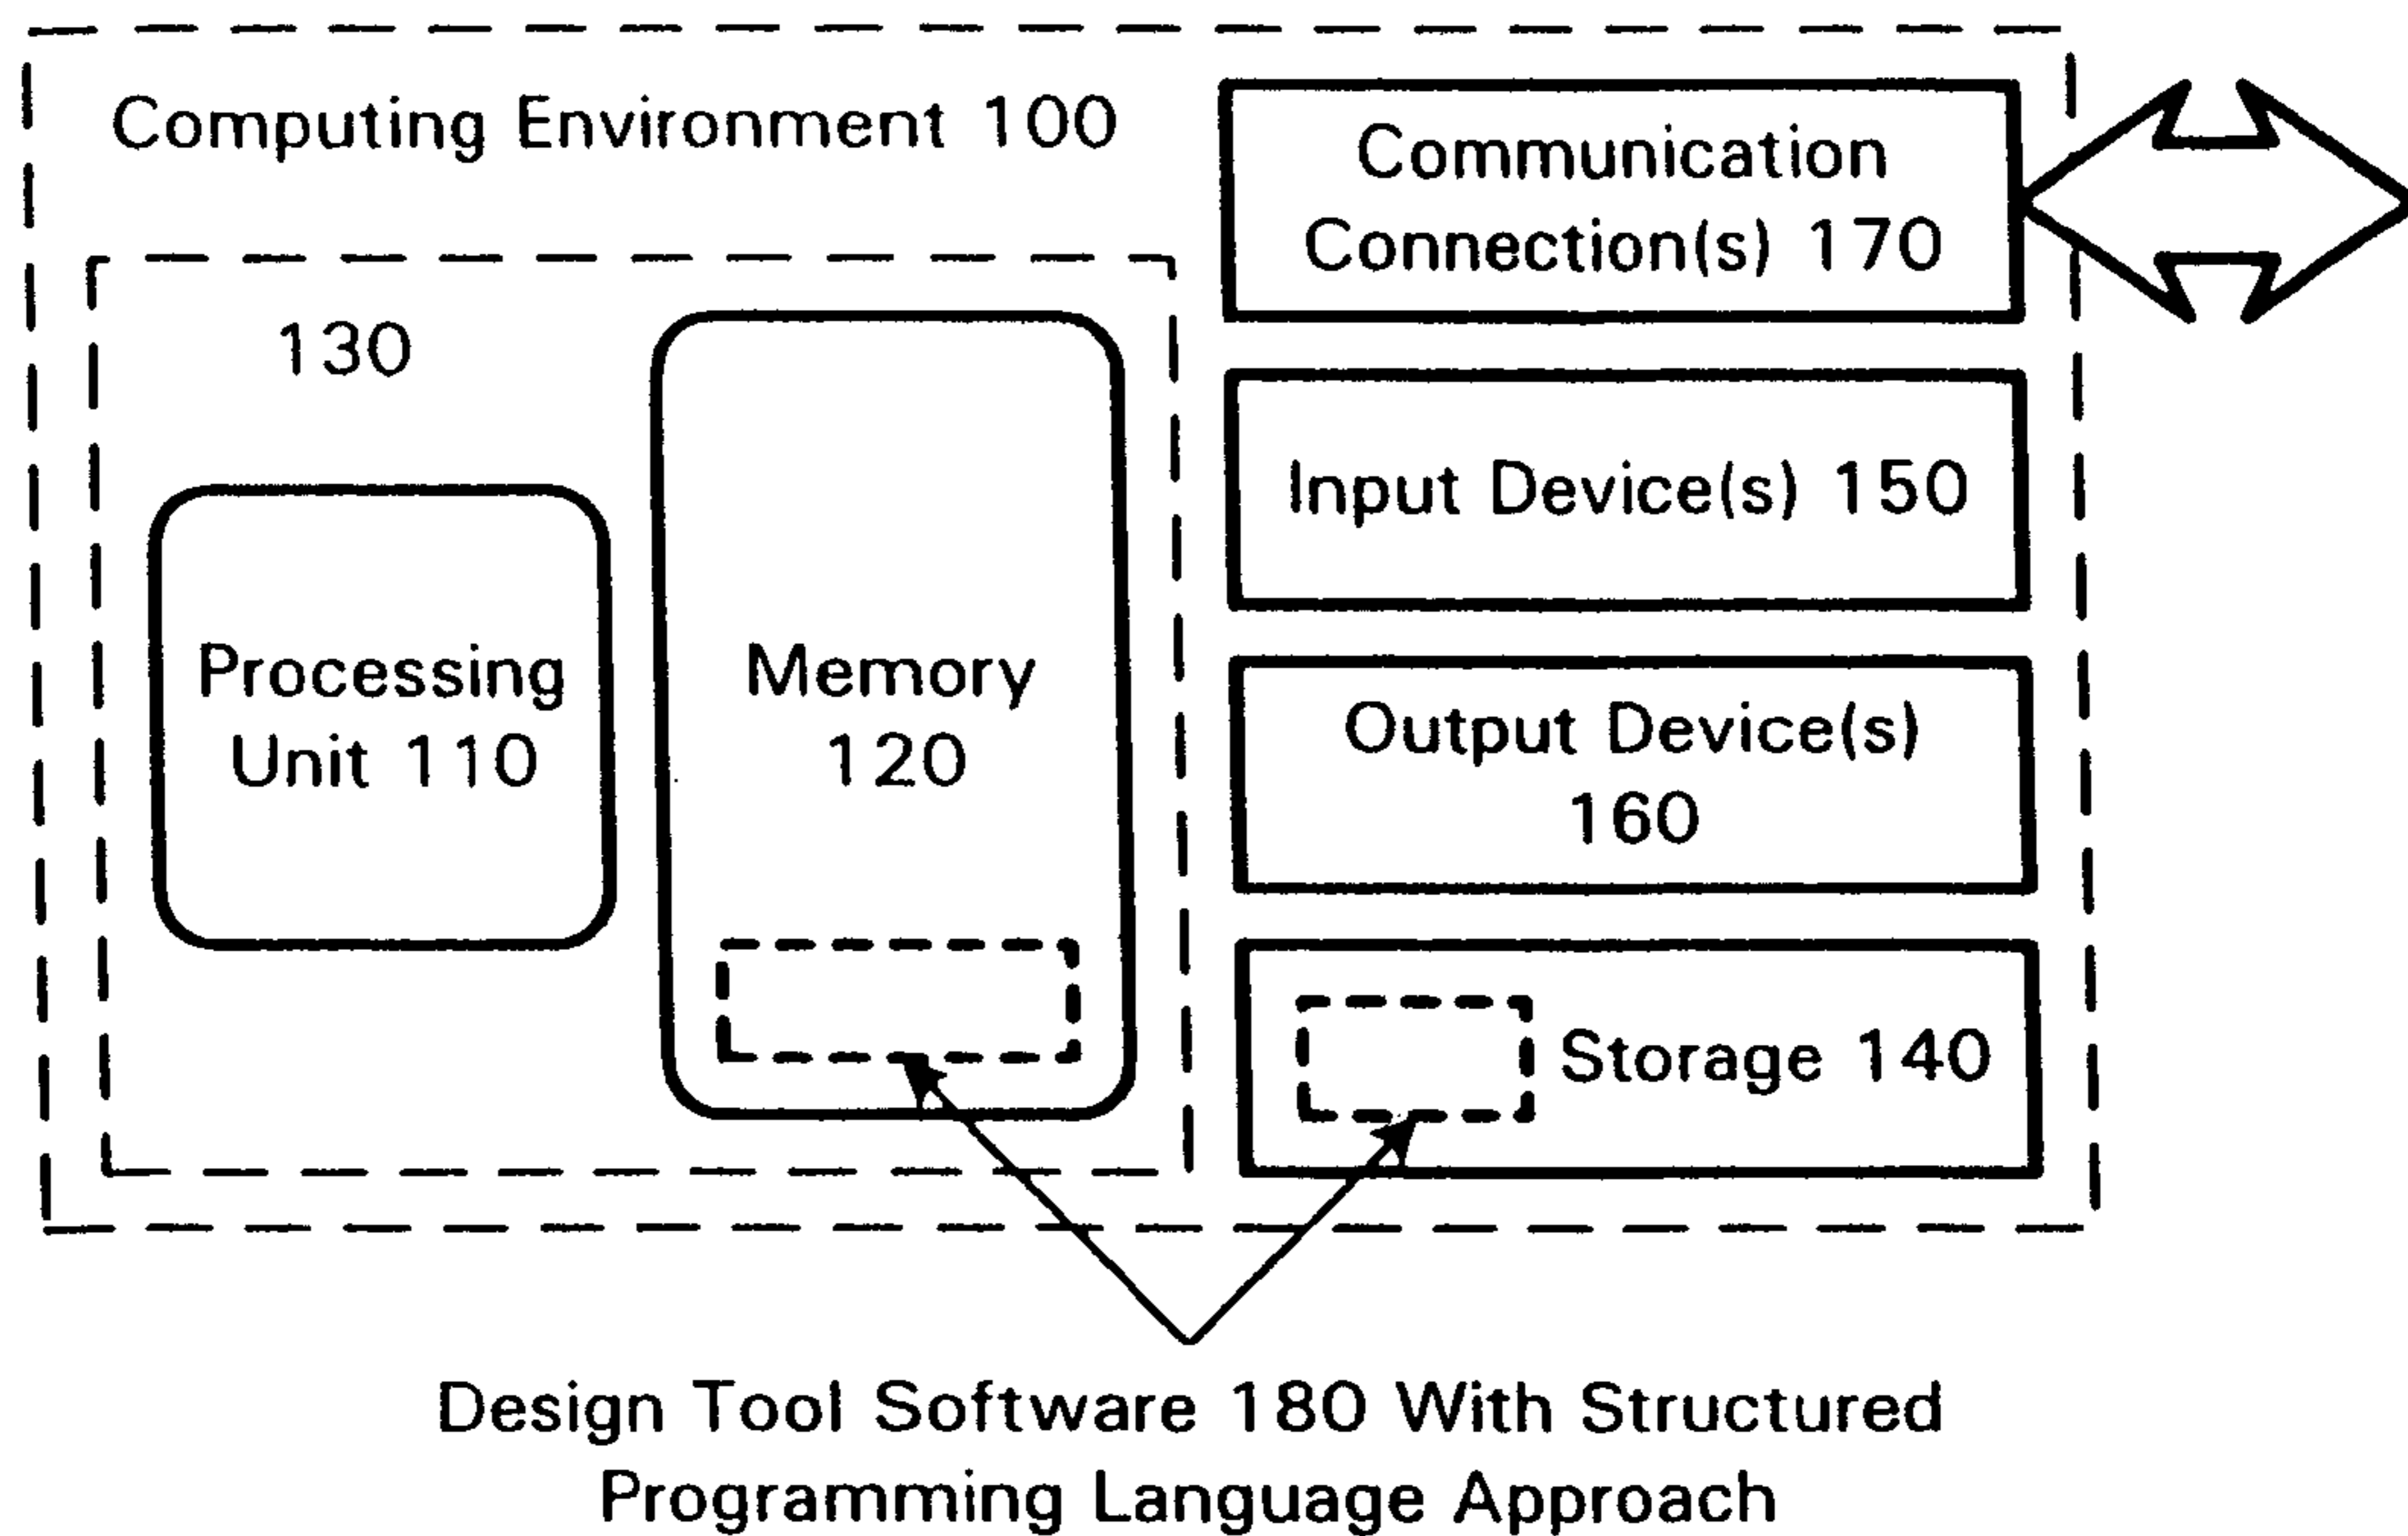 Computing Environment 100
Communication
Connection(s) 170
130
Input Device(s) 150
Processing
Unit 110
Memory
120
Output Device(s)
160
Storage 140
Design Tool Software 180 With Structured
Programming Language Approach